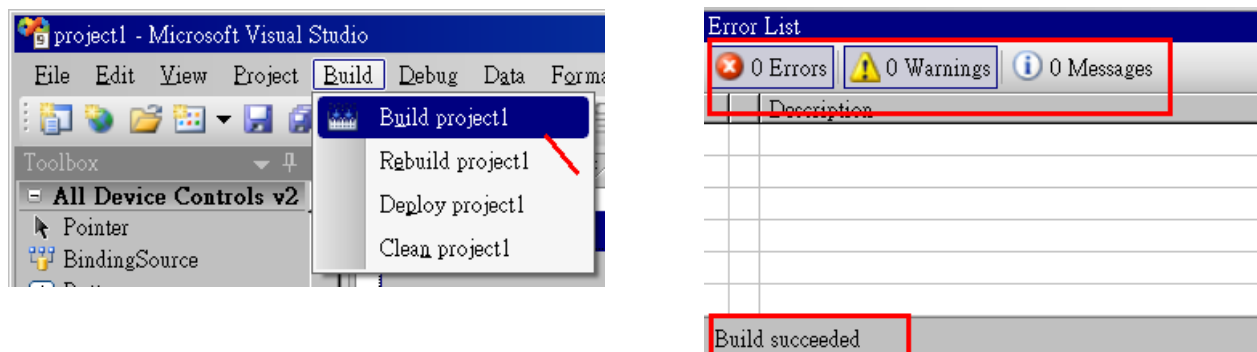 project1 - Microsoft Visual Studio
File Edit View Project Build Debug Data Forma
Build project1
Rebuild project1
Deploy project1
Clean project1
Toolbox
All Device Controls v2
Pointer
BindingSource
Error List
0 Errors 0 Warnings 0 Messages
Description
Build succeeded